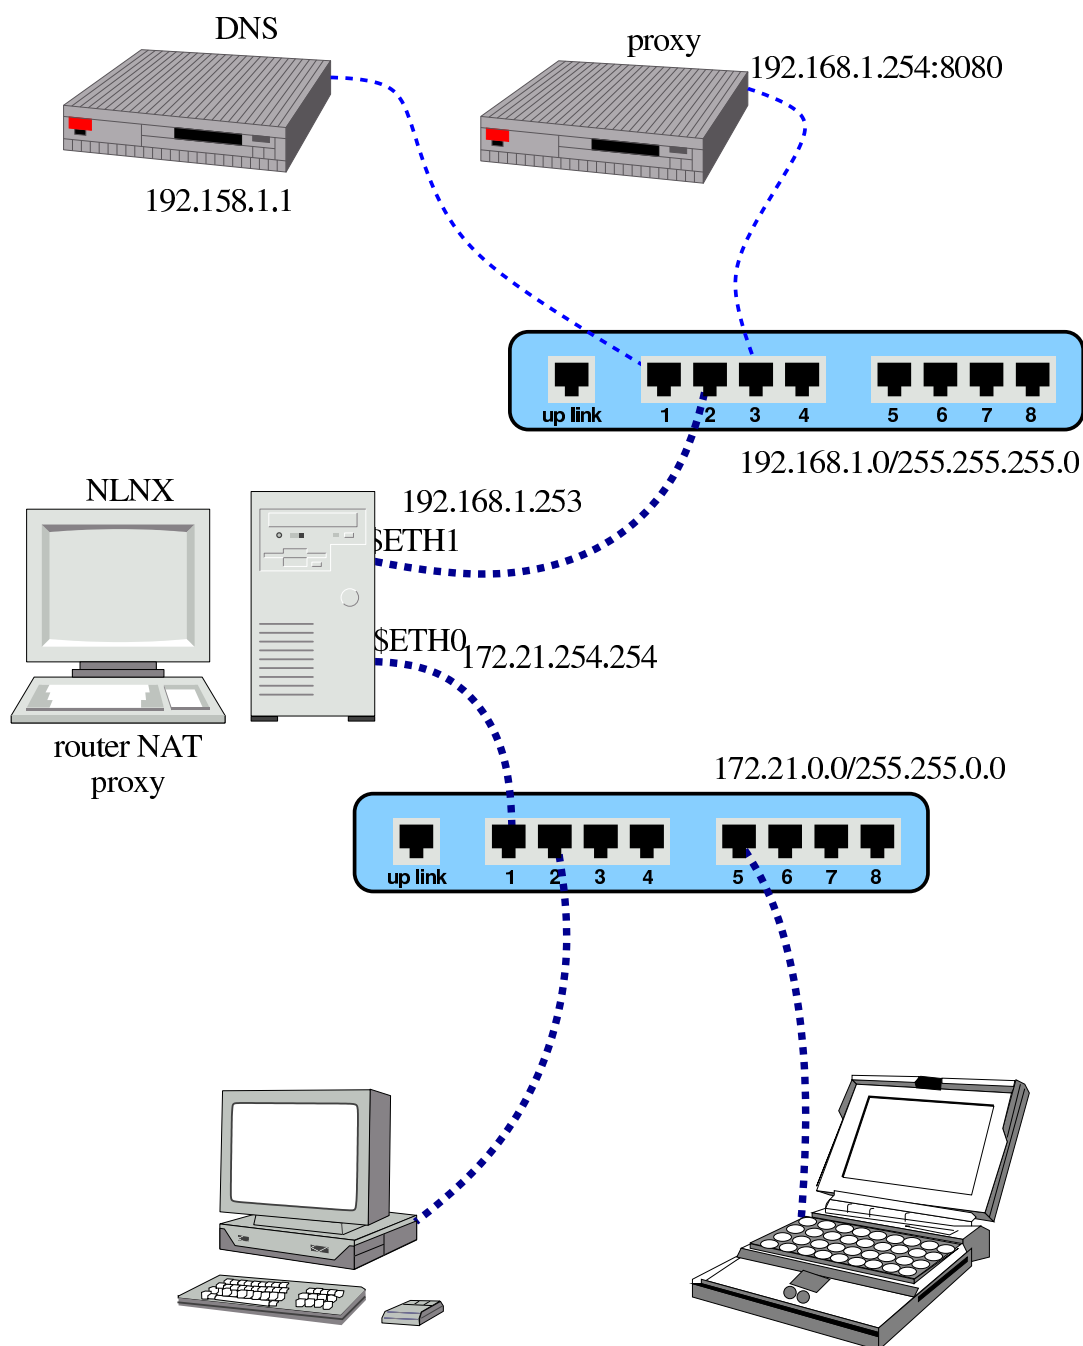 DNS
proxy
192.168.1.254:8080
192.158.1.1
up link 1 2 3 4 5 6 7 8
192.168.1.0/255.255.255.0
NLNX
192.168.1.253
$ETH1
$ETH0
172.21.254.254
router NAT
proxy
172.21.0.0/255.255.0.0
up link 1 2 3 4 5 6 7 8